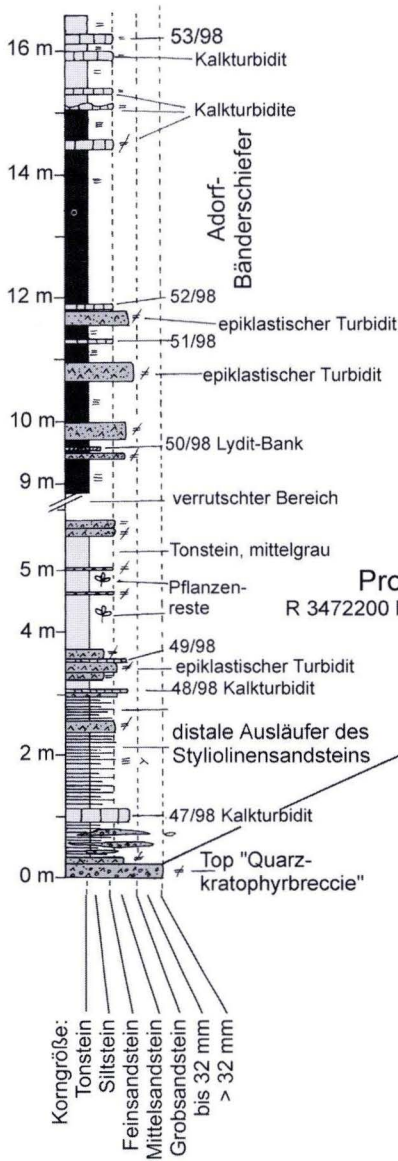 16 m
53/98
Kalkturbidit
Kalkturbidite
14 m
Adorf-
Bänderschiefer
12 m
52/98
epiklastischer Turbidit
51/98
epiklastischer Turbidit
10 m
50/98 Lydit-Bank
9 m
verrutschter Bereich
5 m
Tonstein, mittelgrau
Pflanzen-
reste
Pro
R 3472200
4 m
49/98
epiklastischer Turbidit
48/98 Kalkturbidit
distale Ausläufer des
Styliolinensandsteins
2 m
47/98 Kalkturbidit
0 m
Top "Quarz-
kratophyrbreccie"
Korngröße:
Tonstein
Siltstein
Feinsandstein
Mittelsandstein
Grobsandstein
bis 32 mm
> 32 mm